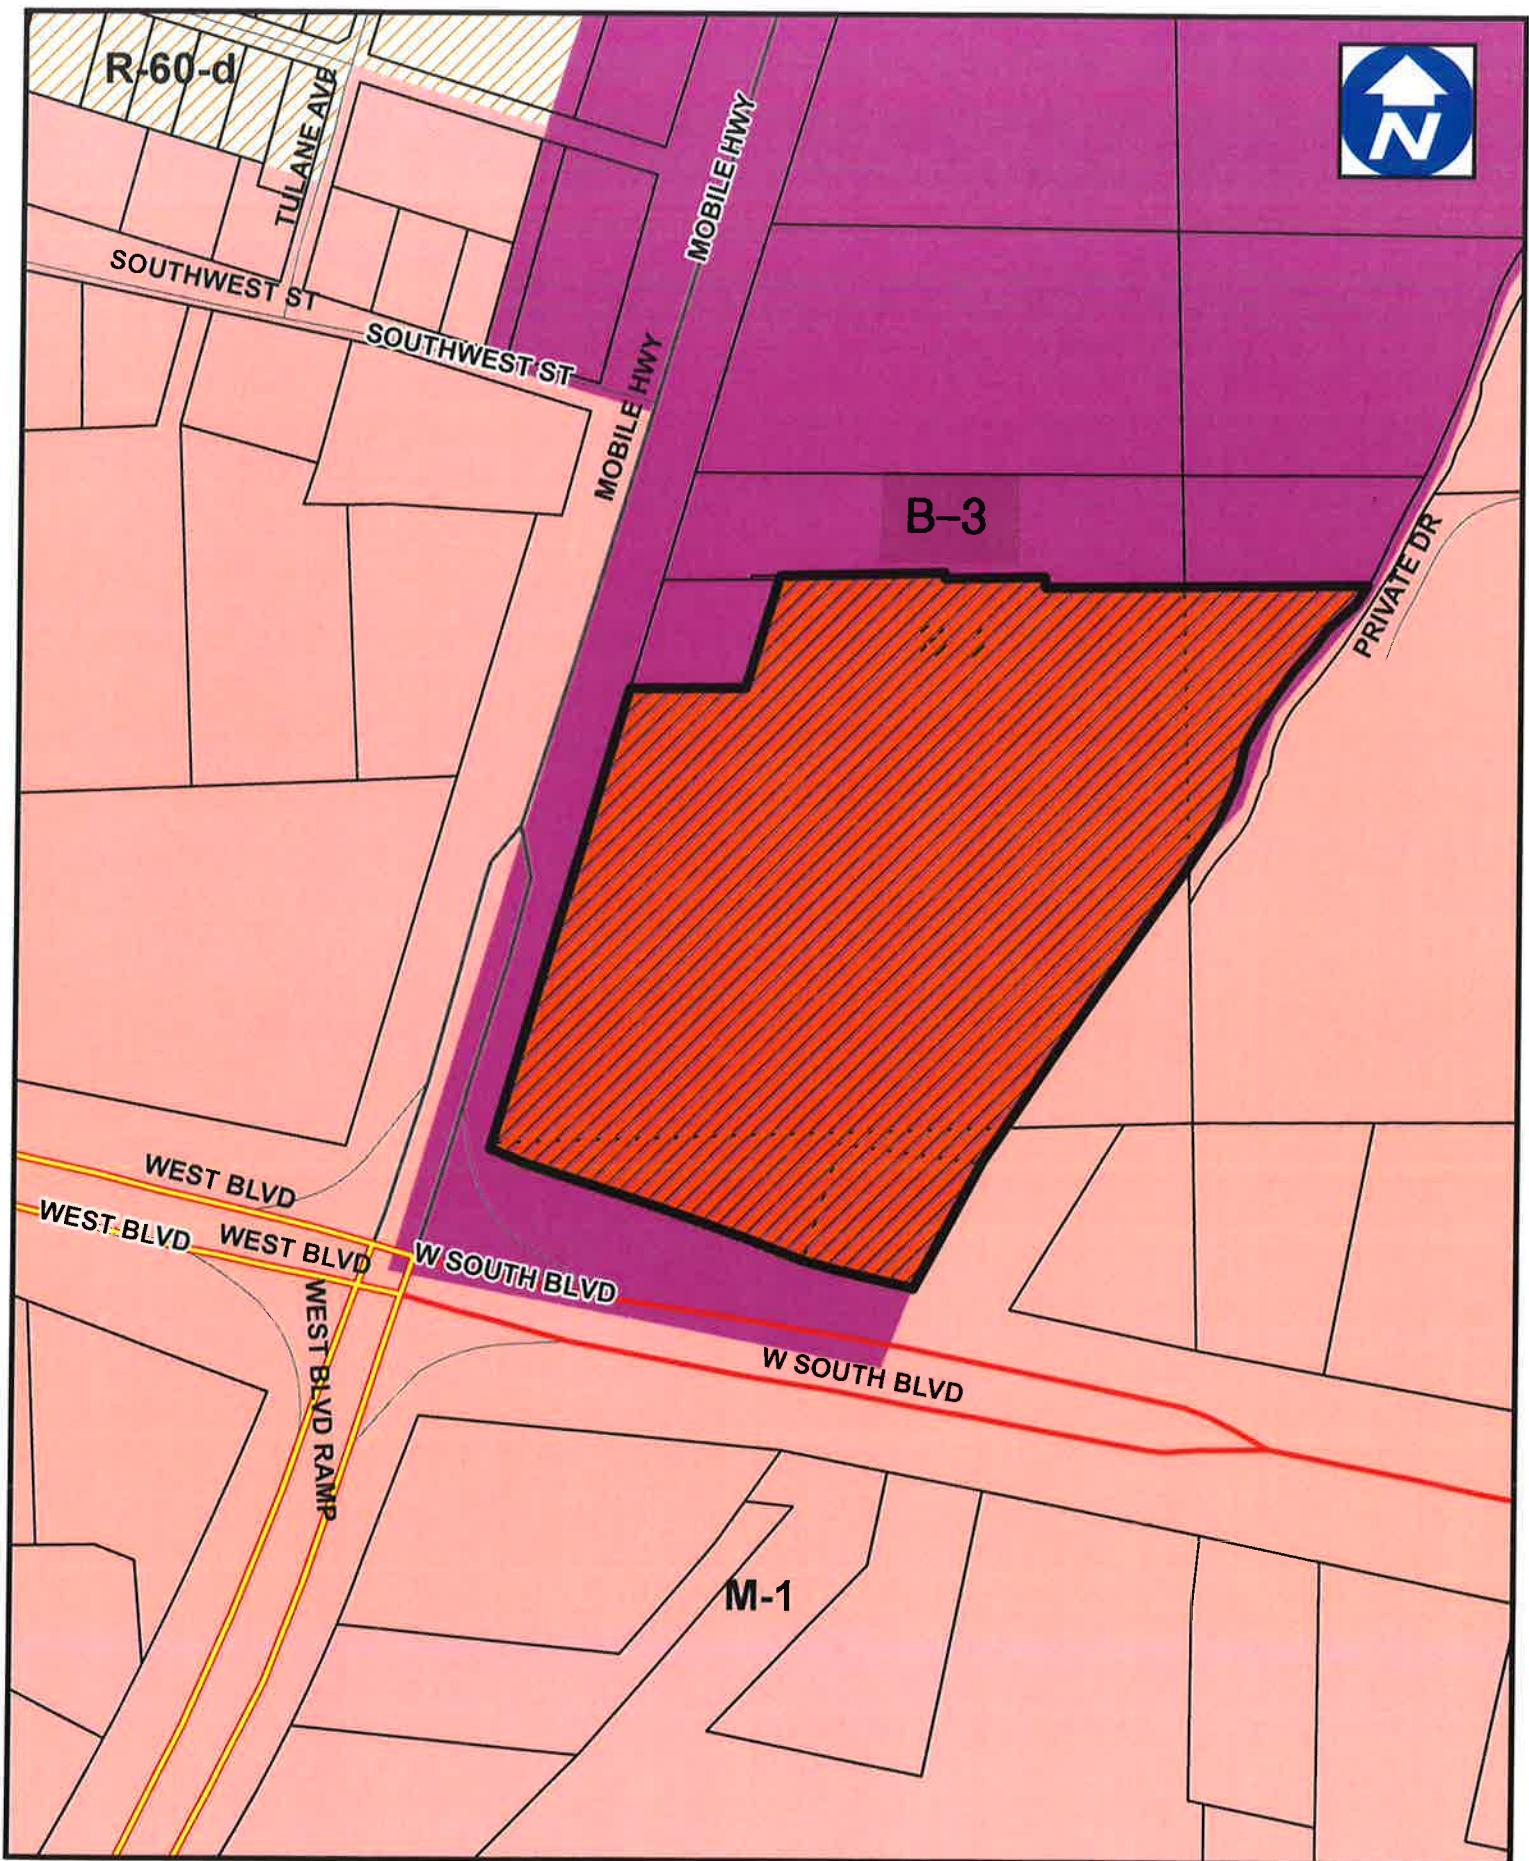 R-60-d
TULANE AVE
MOBILE HWY
N
SOUTHWEST ST
SOUTHWEST ST
MOBILE HWY
B-3
PRIVATE DR
WEST BLVD
WEST BLVD
WEST BLVD
W SOUTH BLVD
WEST BLVD RAMP
W SOUTH BLVD
M-1